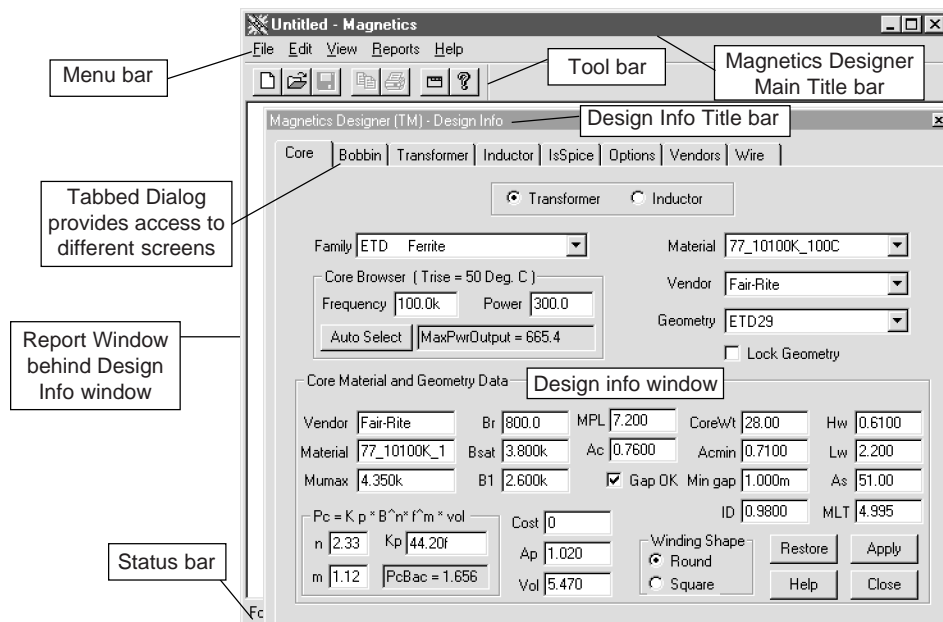 Untitled - Magnetics
File Edit View Reports Help
Menu bar
Tool bar
Magnetics Designer
Main Title bar
Magnetics Designer (TM) - Design Info
Design Info Title bar
Core Bobbin Transformer Inductor IsSpice Options Vendors Wire
Tabbed Dialog
provides access to
different screens
Transformer Inductor
Family ETD Ferrite
Material 77_10100K_100C
Core Browser ( Trise = 50 Deg. C )
Vendor Fair-Rite
Frequency 100.0k Power 300.0
Geometry ETD29
Auto Select MaxPwrOutput = 665.4
Lock Geometry
Report Window
behind Design
Info window
Core Material and Geometry Data
Design info window
Vendor Fair-Rite Br 800.0 MPL 7.200 CoreWt 28.00 Hw 0.6100
Material 77_10100K_1 Bsat 3.800k Ac 0.7600 Acmin 0.7100 Lw 2.200
Mumax 4.350k B1 2.600k Gap OK Min gap 1.000m As 51.00
ID 0.9800 MLT 4.995
Pc = K p * B^n* f^m * vol
n 2.33 Kp 44.20f
m 1.12 PcBac = 1.656
Cost 0
Ap 1.020
Vol 5.470
Winding Shape
Round
Square
Restore Apply
Help Close
Status bar
Fc